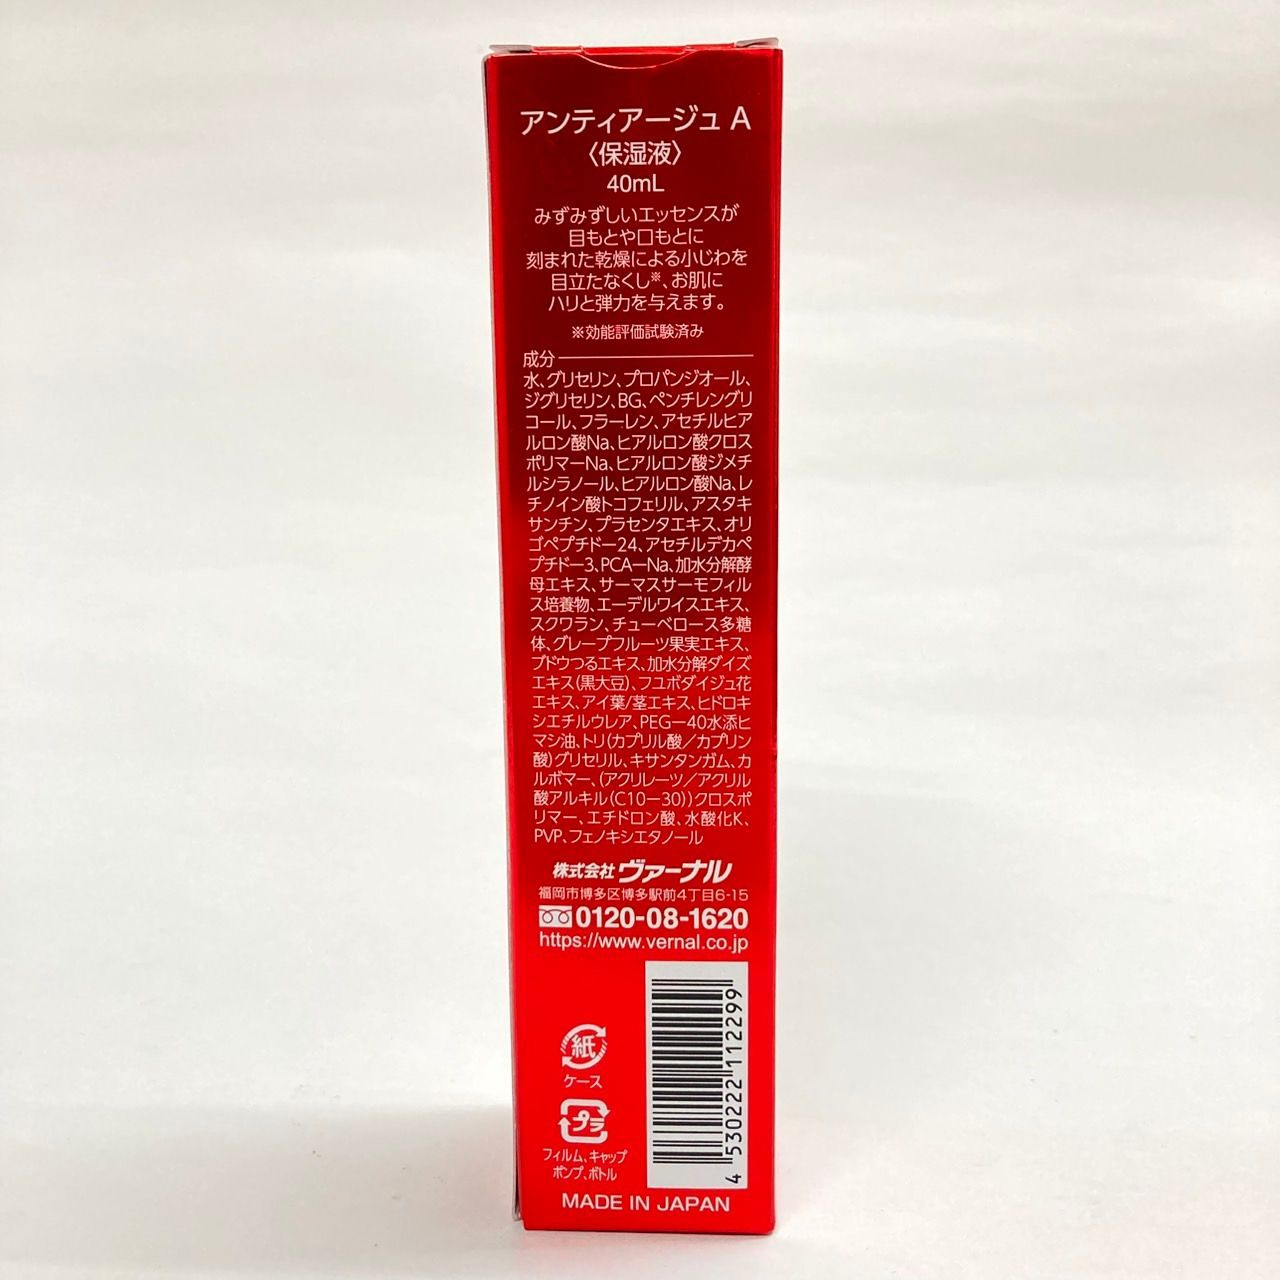 アンティアージュ A
〈保湿液〉
40mL
みずみずしいエッセンスが
目もとや口もとに
刻まれた乾燥による小じわを
目立たなくし※、お肌に
ハリと弾力を与えます。
※効能評価試験済み
成分
水、グリセリン、プロパンジオール、
ジグリセリン、BG、ペンチレングリ
コール、フラーレン、アセチルヒア
ルロン酸Na、ヒアルロン酸クロス
ポリマーNa、ヒアルロン酸ジメチ
ルシラノール、ヒアルロン酸Na、レ
チノイン酸トコフェリル、アスタキ
サンチン、プラセンタエキス、オリ
ゴペプチドー24、アセチルデカペ
プチドー3、PCAーNa、加水分解酵
母エキス、サーマスサーモフィル
ス培養物、エーデルワイスエキス、
スクワラン、チューベロース多糖
体、グレープフルーツ果実エキス、
ブドウつるエキス、加水分解ダイズ
エキス(黒大豆)、フユボダイジュ花
エキス、アイ葉/茎エキス、ヒドロキ
シエチルウレア、PEGー40水添ヒ
マシ油、トリ(カプリル酸／カプリン
酸)グリセリル、キサンタンガム、カ
ルボマー、(アクリレーツ／アクリル
酸アルキル(C10ー30))クロスポ
リマー、エチドロン酸、水酸化K、
PVP、フェノキシエタノール
株式会社 ヴァーナル
福岡市博多区博多駅前4丁目6-15
0120-08-1620
https://www.vernal.co.jp
紙
ケース
プラ
フィルム、キャップ
ポンプ、ボトル
4 530222 112299
MADE IN JAPAN